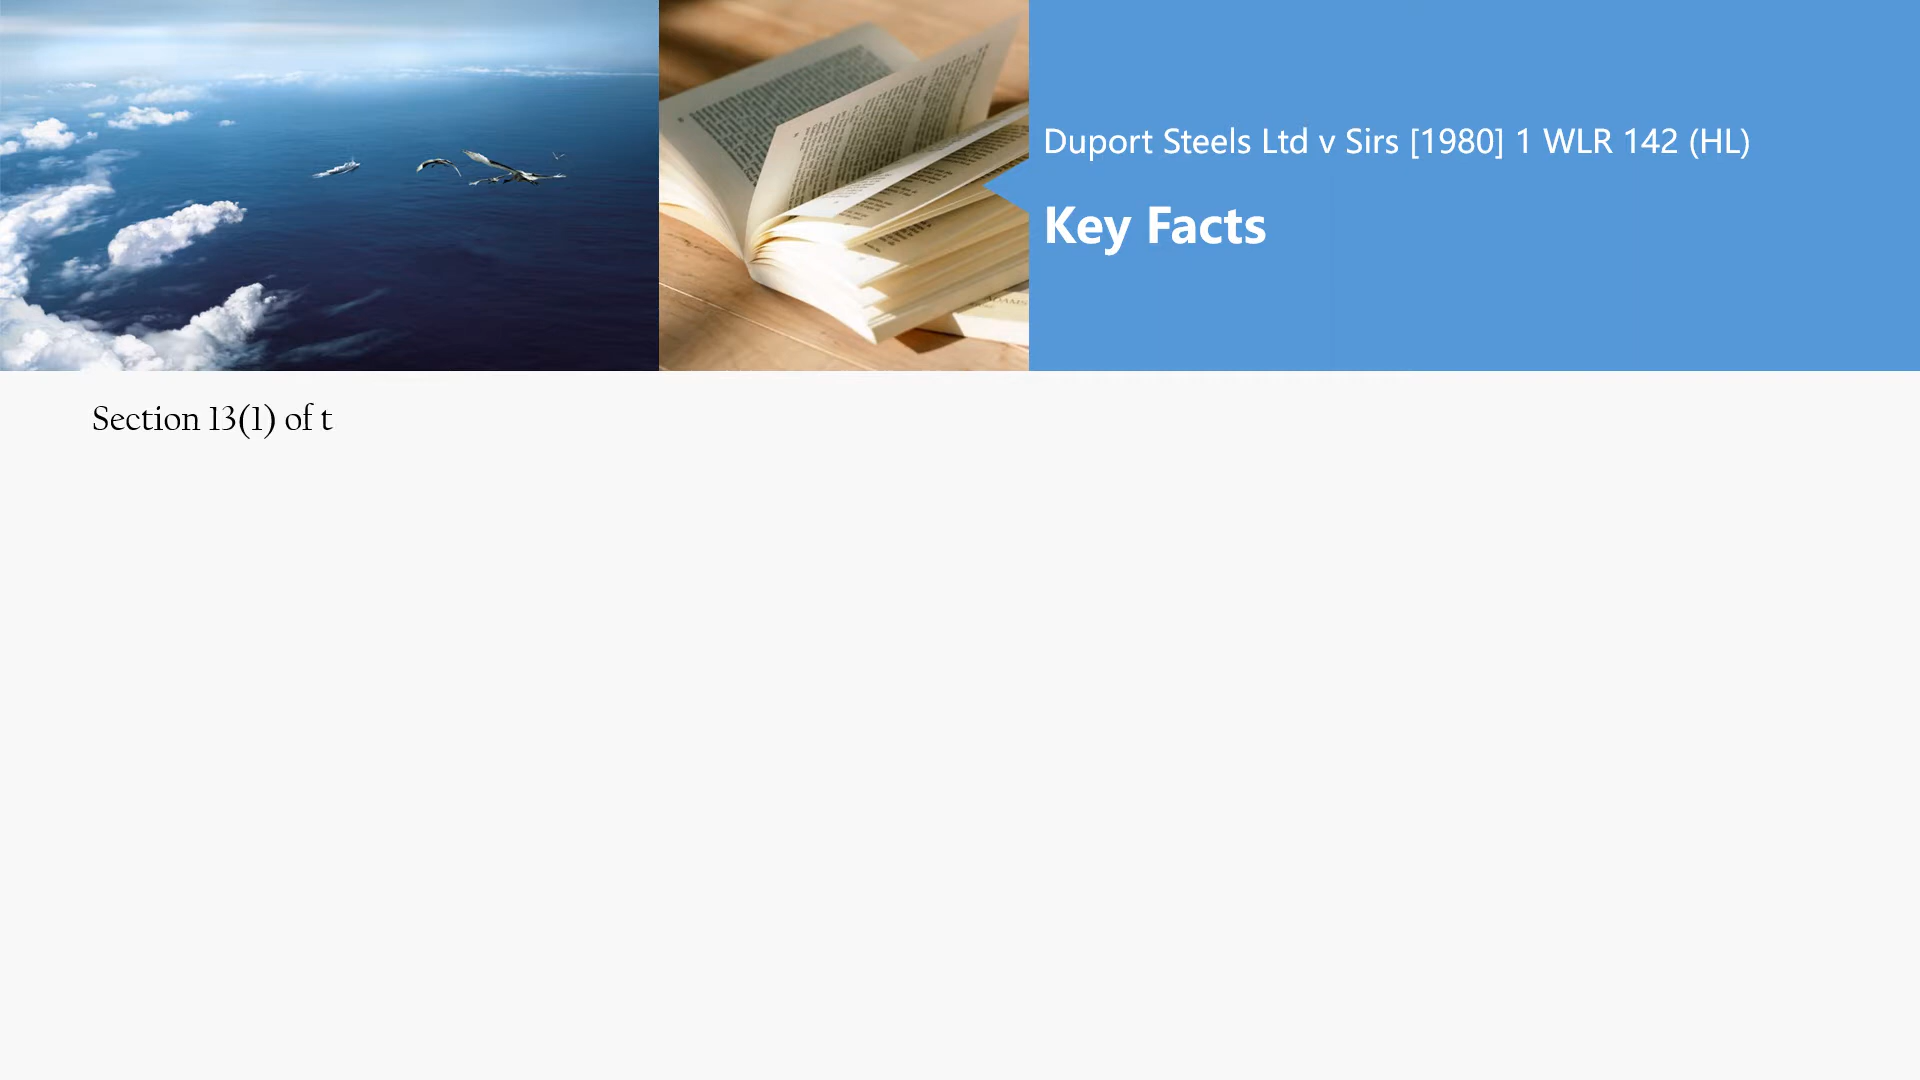 Duport Steels Ltd v Sirs [1980] 1 WLR 142 (HL)
Key Facts
Section 13(1) of t